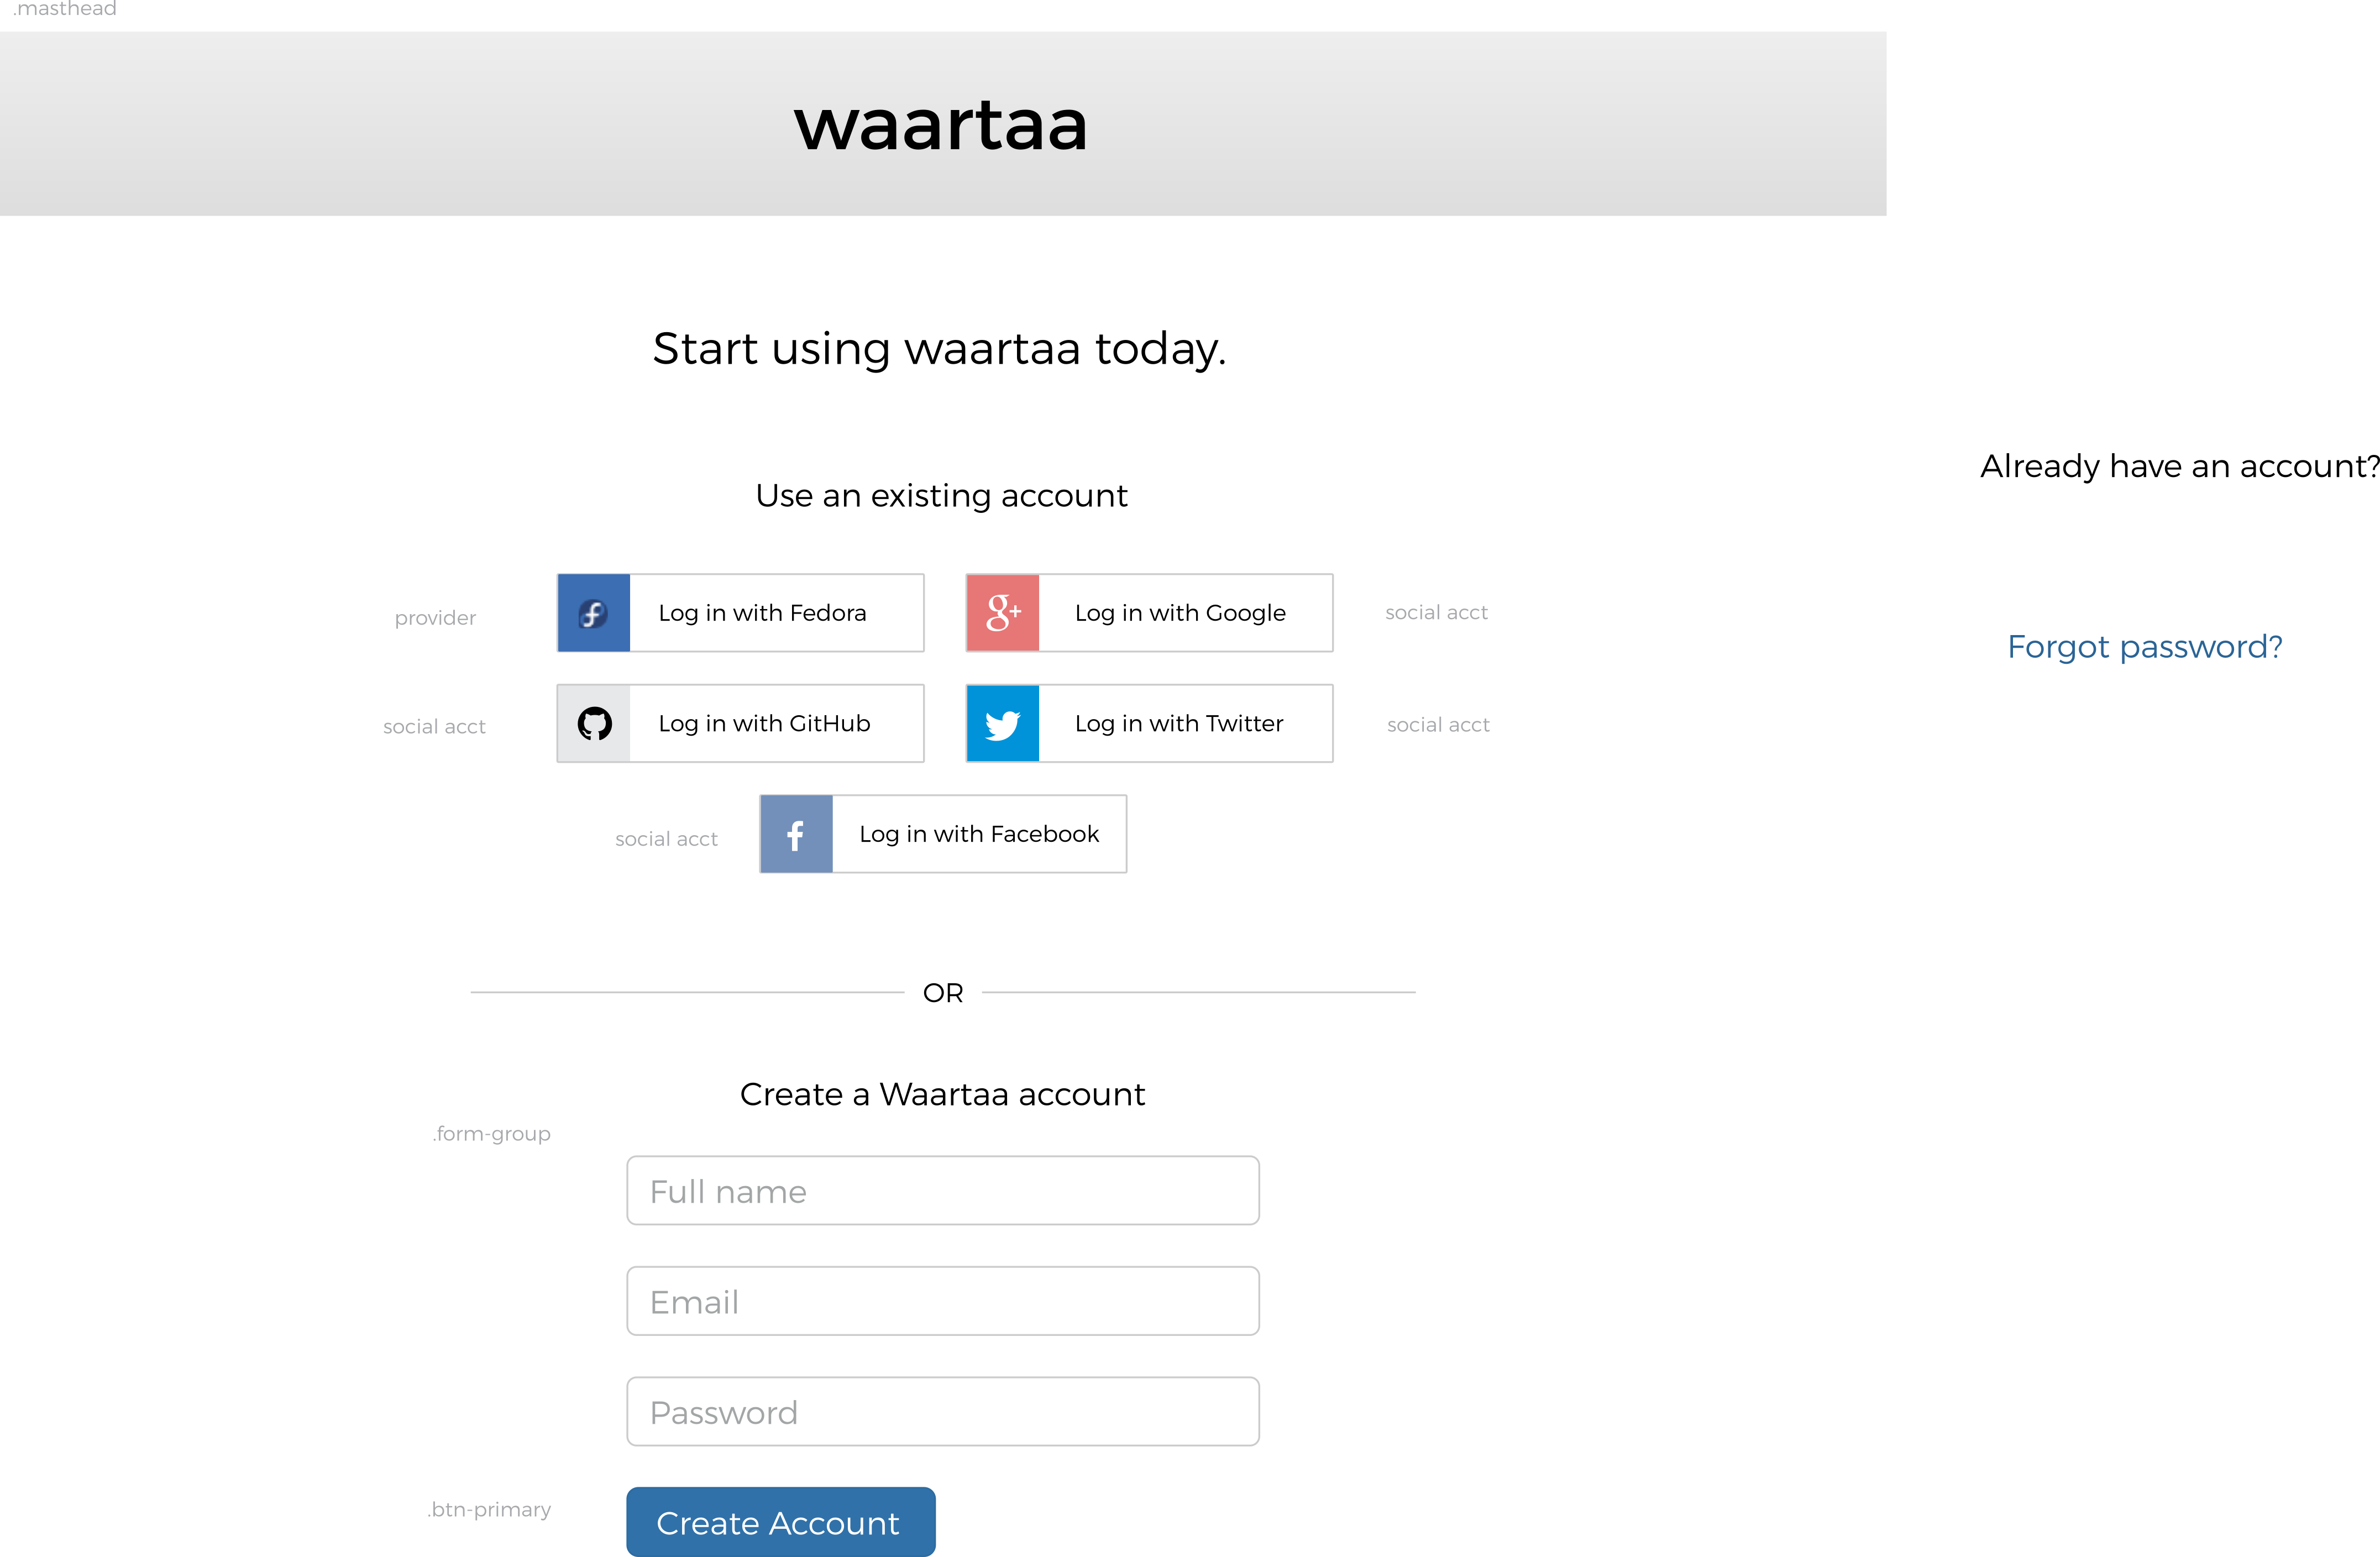 .masthead
waartaa
Start using waartaa today.
Already have an account?
Use an existing account
provider
Log in with Fedora
Log in with Google
social acct
Forgot password?
social acct
Log in with GitHub
Log in with Twitter
social acct
social acct
Log in with Facebook
OR
Create a Waartaa account
.form-group
Full name
Email
Password
.btn-primary
Create Account